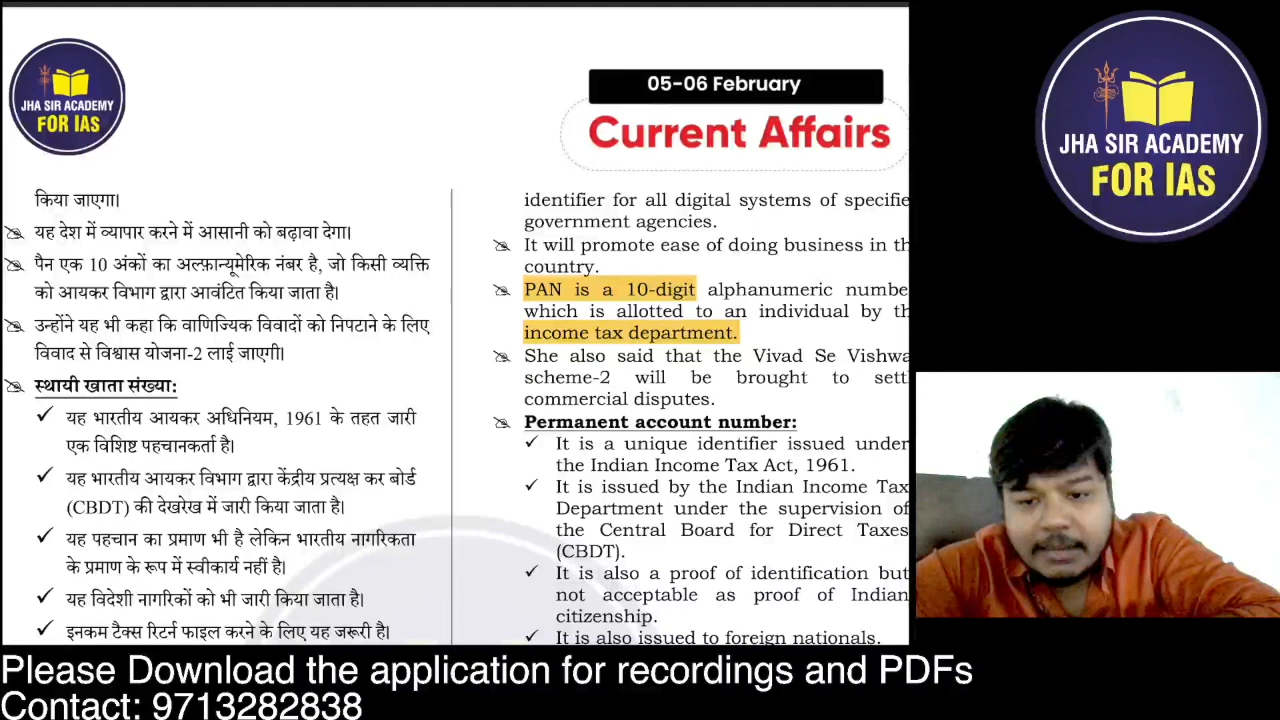 JHA SIR ACADEMY
FOR IAS
05-06 February
Current Affairs
किया जाएगा।
यह देश में व्यापार करने में आसानी को बढ़ावा देगा।
पैन एक 10 अंकों का अल्फ़ान्यूमेरिक नंबर है, जो किसी व्यक्ति
को आयकर विभाग द्वारा आवंटित किया जाता है।
उन्होंने यह भी कहा कि वाणिज्यिक विवादों को निपटाने के लिए
विवाद से विश्वास योजना-2 लाई जाएगी।
स्थायी खाता संख्या:
यह भारतीय आयकर अधिनियम, 1961 के तहत जारी
एक विशिष्ट पहचानकर्ता है।
यह भारतीय आयकर विभाग द्वारा केंद्रीय प्रत्यक्ष कर बोर्ड
(CBDT) की देखरेख में जारी किया जाता है।
यह पहचान का प्रमाण भी है लेकिन भारतीय नागरिकता
के प्रमाण के रूप में स्वीकार्य नहीं है।
यह विदेशी नागरिकों को भी जारी किया जाता है।
इनकम टैक्स रिटर्न फाइल करने के लिए यह जरूरी है।
identifier for all digital systems of specifie
government agencies.
It will promote ease of doing business in th
country.
PAN is a 10-digit alphanumeric numbe
which is allotted to an individual by th
income tax department.
She also said that the Vivad Se Vishwa
scheme-2 will be brought to settl
commercial disputes.
Permanent account number:
It is a unique identifier issued under
the Indian Income Tax Act, 1961.
It is issued by the Indian Income Tax
Department under the supervision of
the Central Board for Direct Taxes
(CBDT).
It is also a proof of identification but
not acceptable as proof of Indian
citizenship.
It is also issued to foreign nationals.
JHA SIR ACADEMY
FOR IAS
Please Download the application for recordings and PDFs
Contact: 9713282838